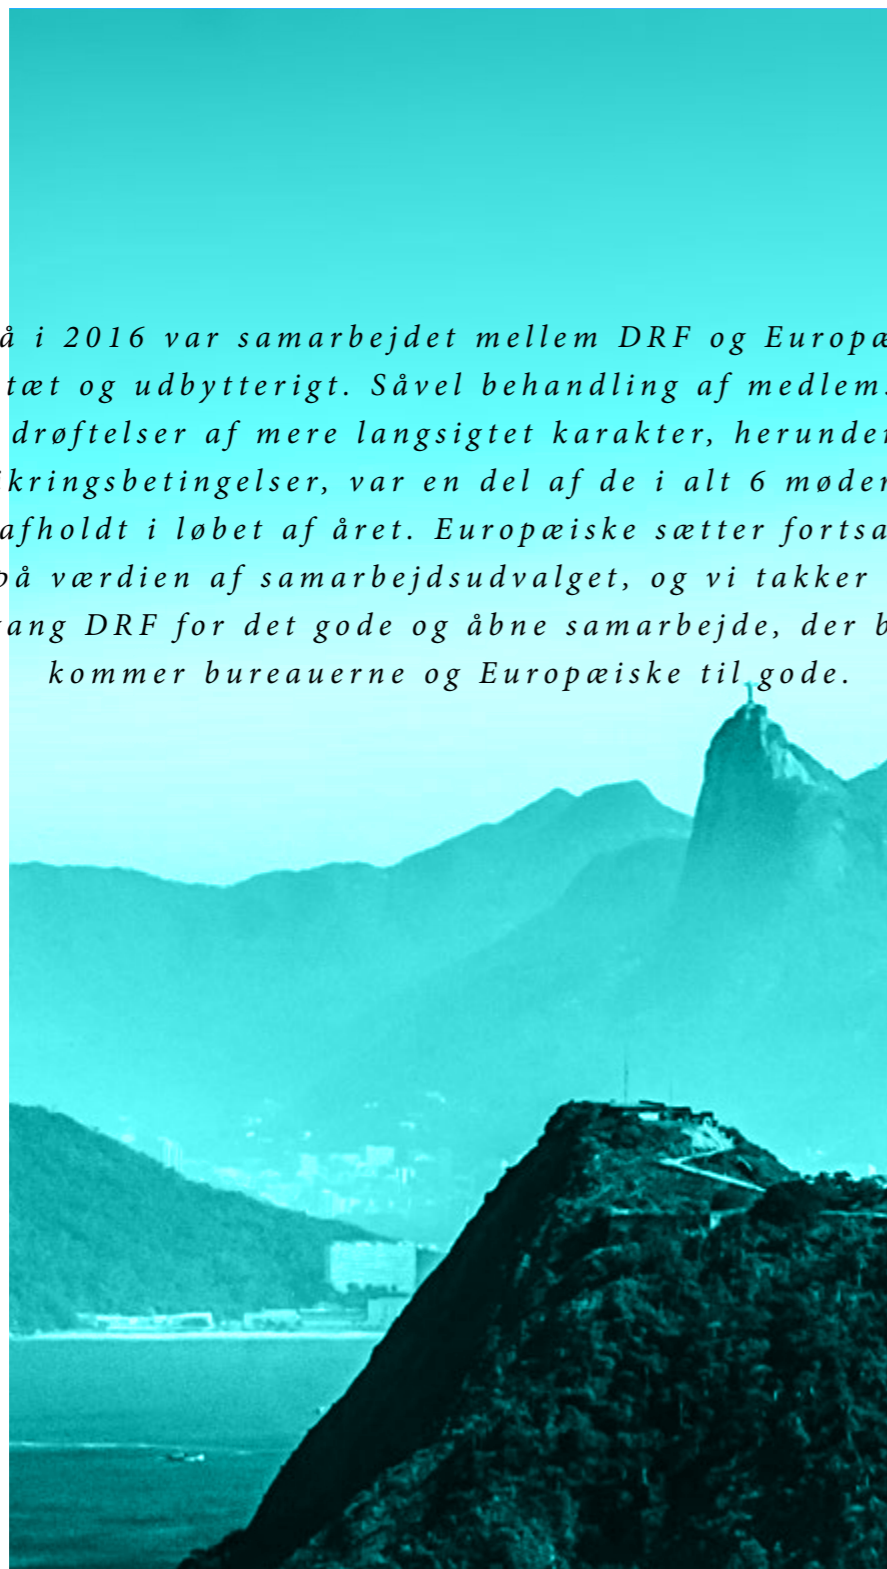 å i 2016 var samarbejdet mellem DRF og Europæ
tæt og udbytterigt. Såvel behandling af medlems
drøftelser af mere langsigtet karakter, herunder
kringsbetingelser, var en del af de i alt 6 møder
afholdt i løbet af året. Europæiske sætter fortsa
på værdien af samarbejdsudvalget, og vi takker
ang DRF for det gode og åbne samarbejde, der b
kommer bureauerne og Europæiske til gode.